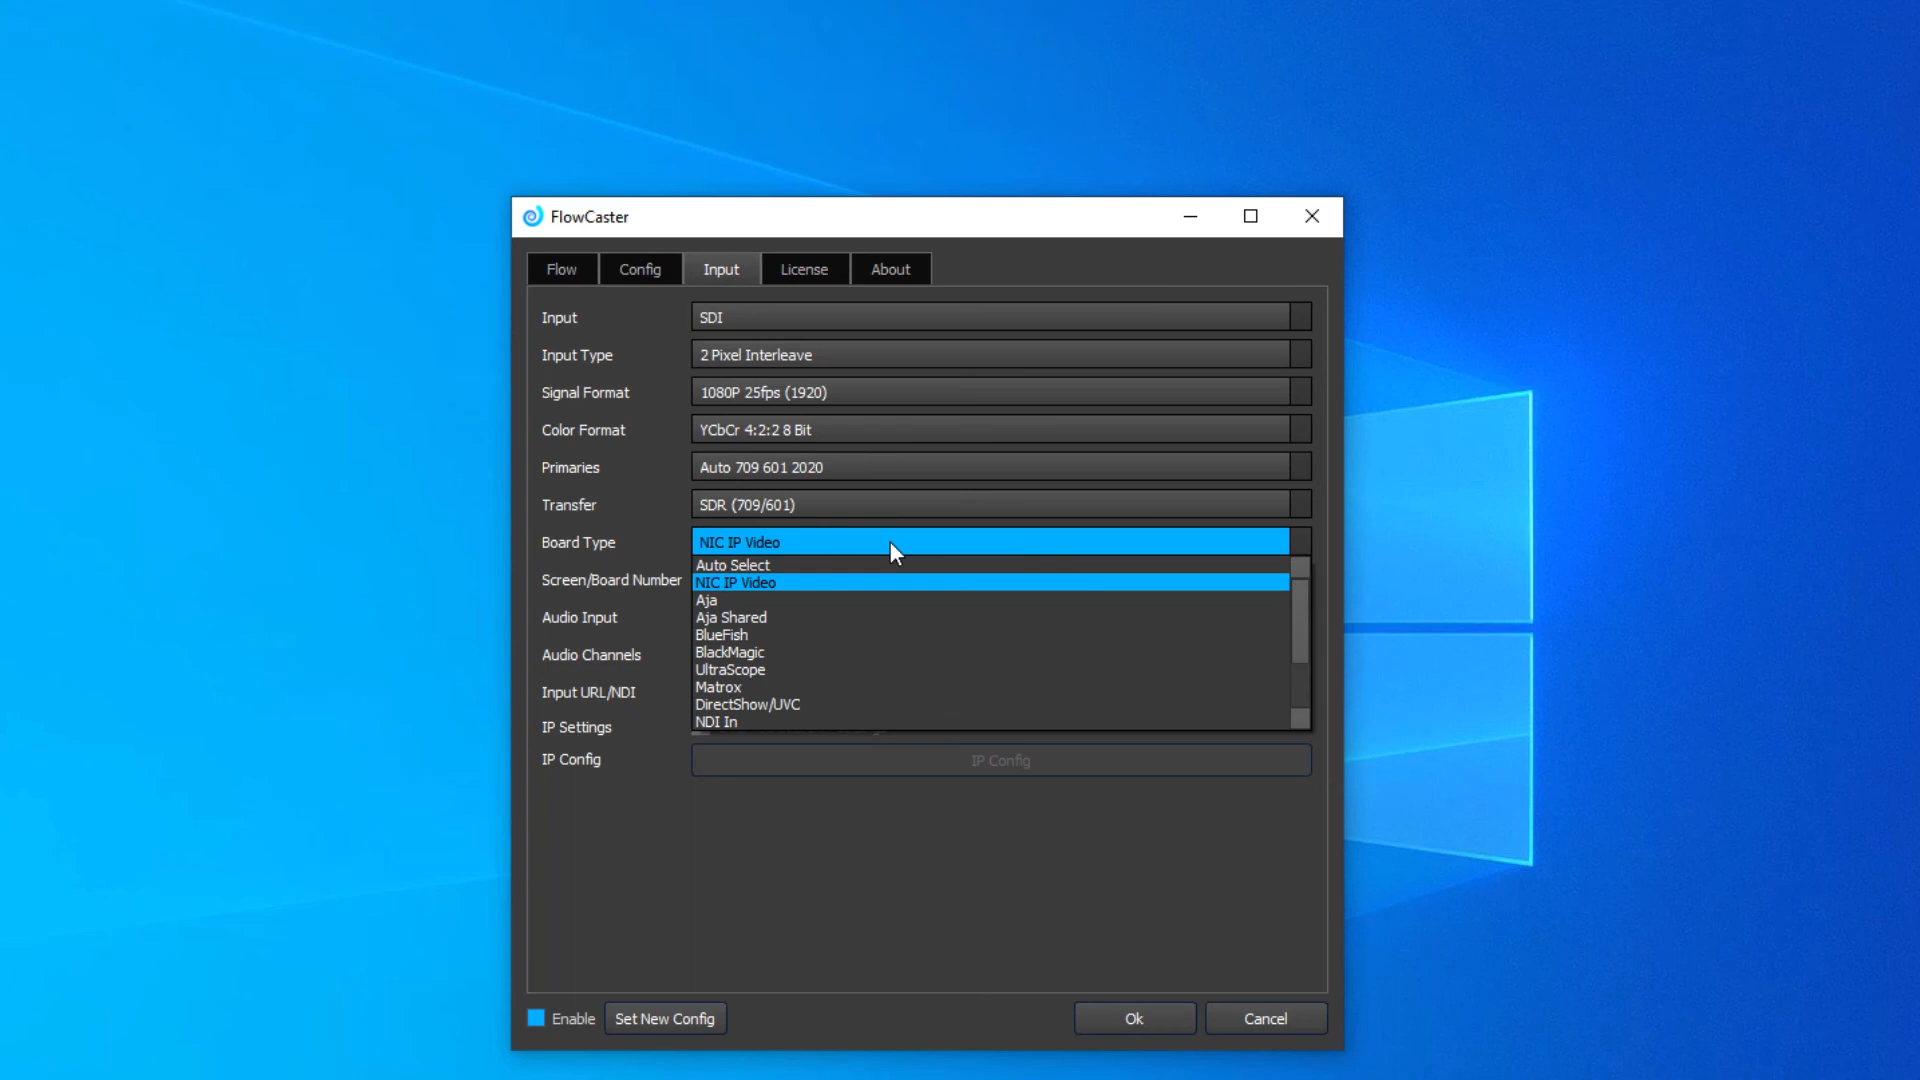 FlowCaster
Flow Config Input License About
Input SDI
Input Type 2 Pixel Interleave
Signal Format 1080P 25fps (1920)
Color Format YCbCr 4:2:2 8 Bit
Primaries Auto 709 601 2020
Transfer SDR (709/601)
Board Type NIC IP Video
Auto Select
Screen/Board Number NIC IP Video
Aja
Audio Input Aja Shared
BlueFish
Audio Channels BlackMagic
UltraScope
Input URL/NDI Matrox
DirectShow/UVC
IP Settings NDI In
IP Config IP Config
Enable Set New Config Ok Cancel